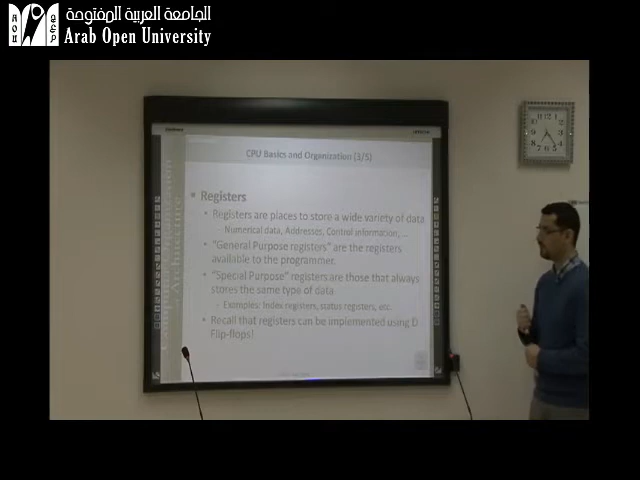 الجامعة العربية المفتوحة
Arab Open University
CPU Basics and Organization (3/5)
Registers
Registers are places to store a wide variety of data
Numerical data, Addresses, Control information, ...
"General Purpose registers" are the registers
available to the programmer.
"Special Purpose" registers are those that always
stores the same type of data
Examples: Index registers, status registers, etc.
Recall that registers can be implemented using D
Flip-flops!